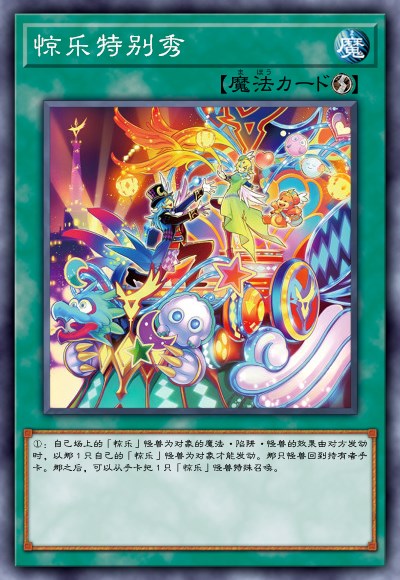 惊乐特别秀
魔
【魔法カード】
まほう
①：自己场上的「惊乐」怪兽为对象的魔法·陷阱·怪兽的效果由对方发动
时，以那１只自己的「惊乐」怪兽为对象才能发动。那只怪兽回到持有者手
卡。那之后，可以从手卡把１只「惊乐」怪兽特殊召唤。